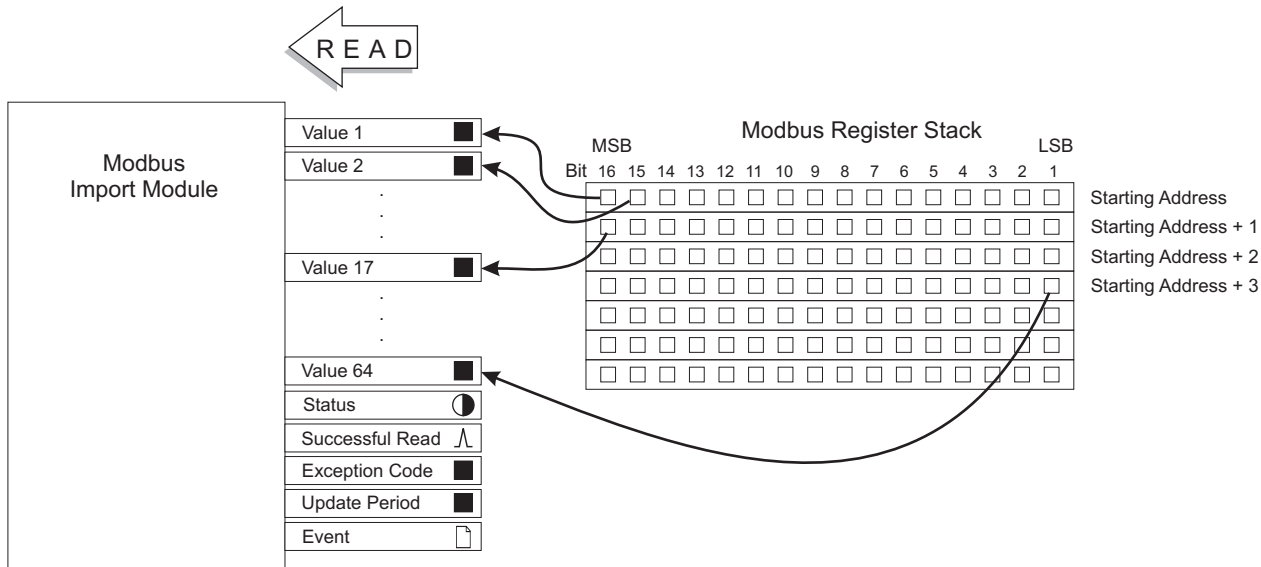 READ
Modbus
Import Module
Value 1
Value 2
.
.
.
Value 17
.
.
.
Value 64
Status
Successful Read
Exception Code
Update Period
Event
Modbus Register Stack
MSB
LSB
Bit 16 15 14 13 12 11 10 9 8 7 6 5 4 3 2 1
Starting Address
Starting Address + 1
Starting Address + 2
Starting Address + 3